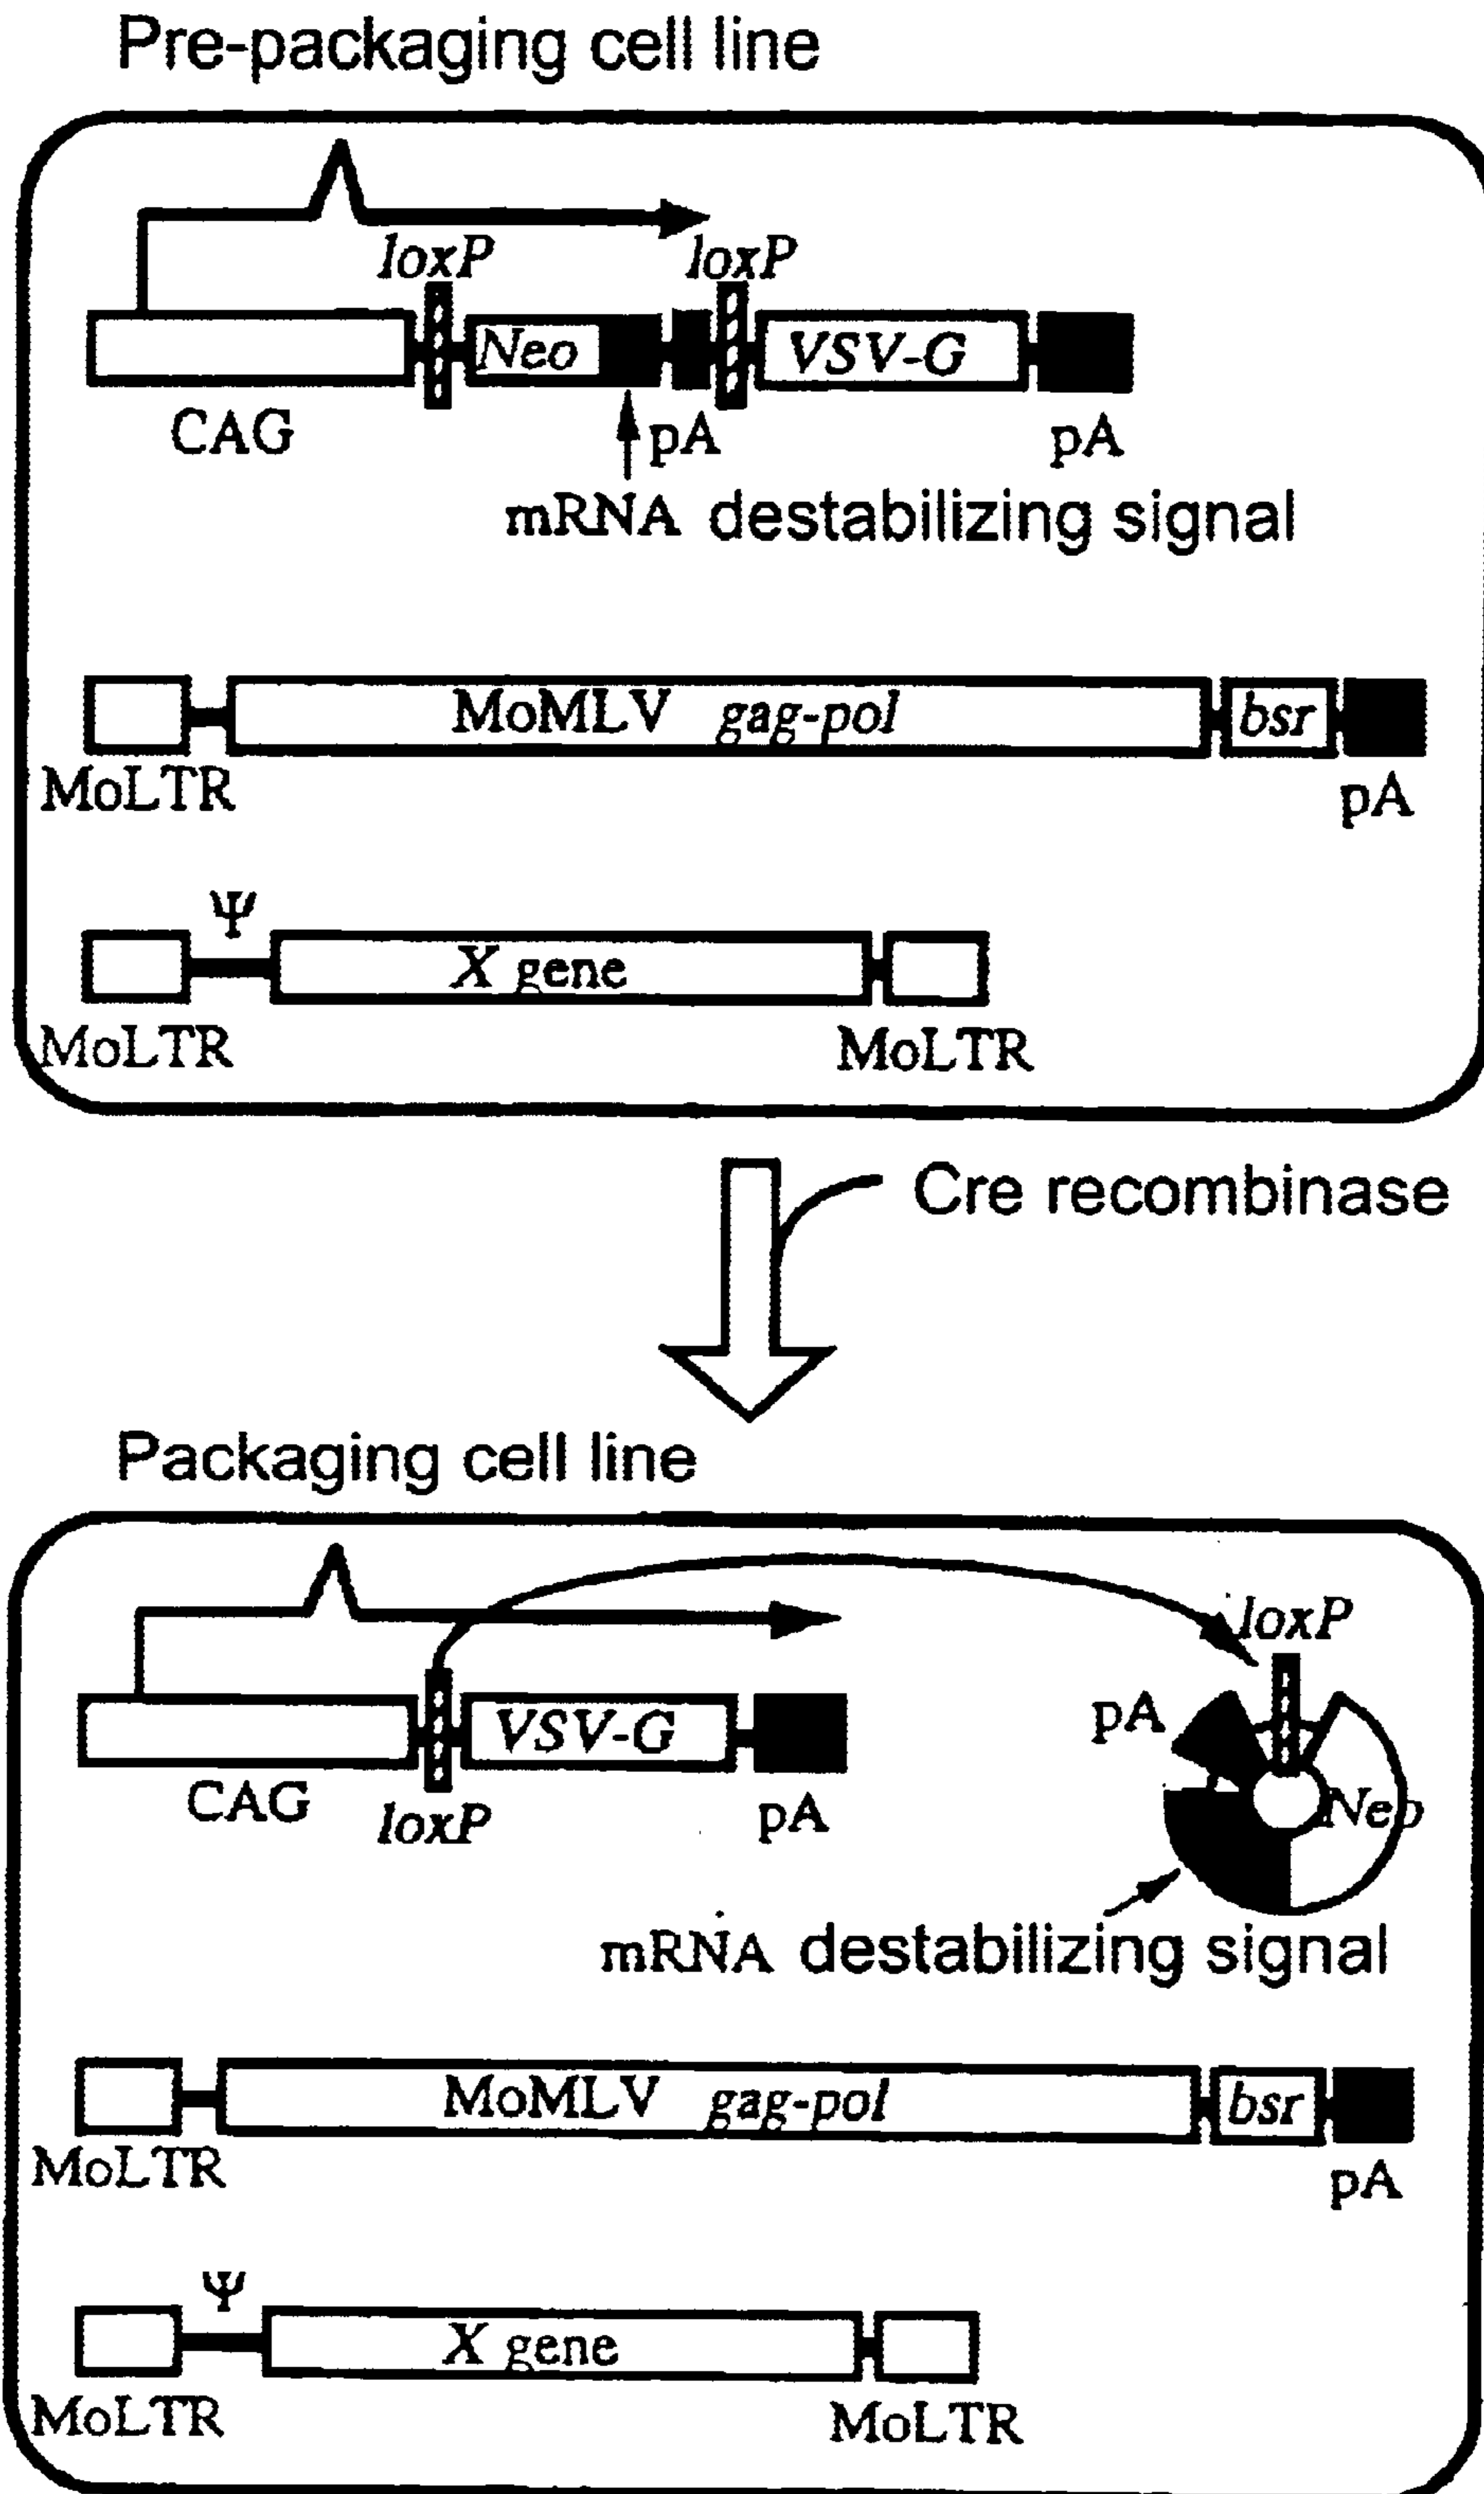 Pre-packaging cell line
loxP loxP
Neo VSV-G
CAG pA pA
mRNA destabilizing signal
MoMLV gag-pol bsr
MoLTR pA
Ψ
X gene
MoLTR MoLTR
Cre recombinase
Packaging cell line
loxP
VSV-G pA
CAG loxP pA Neo
mRNA destabilizing signal
MoMLV gag-pol bsr
MoLTR pA
Ψ
X gene
MoLTR MoLTR